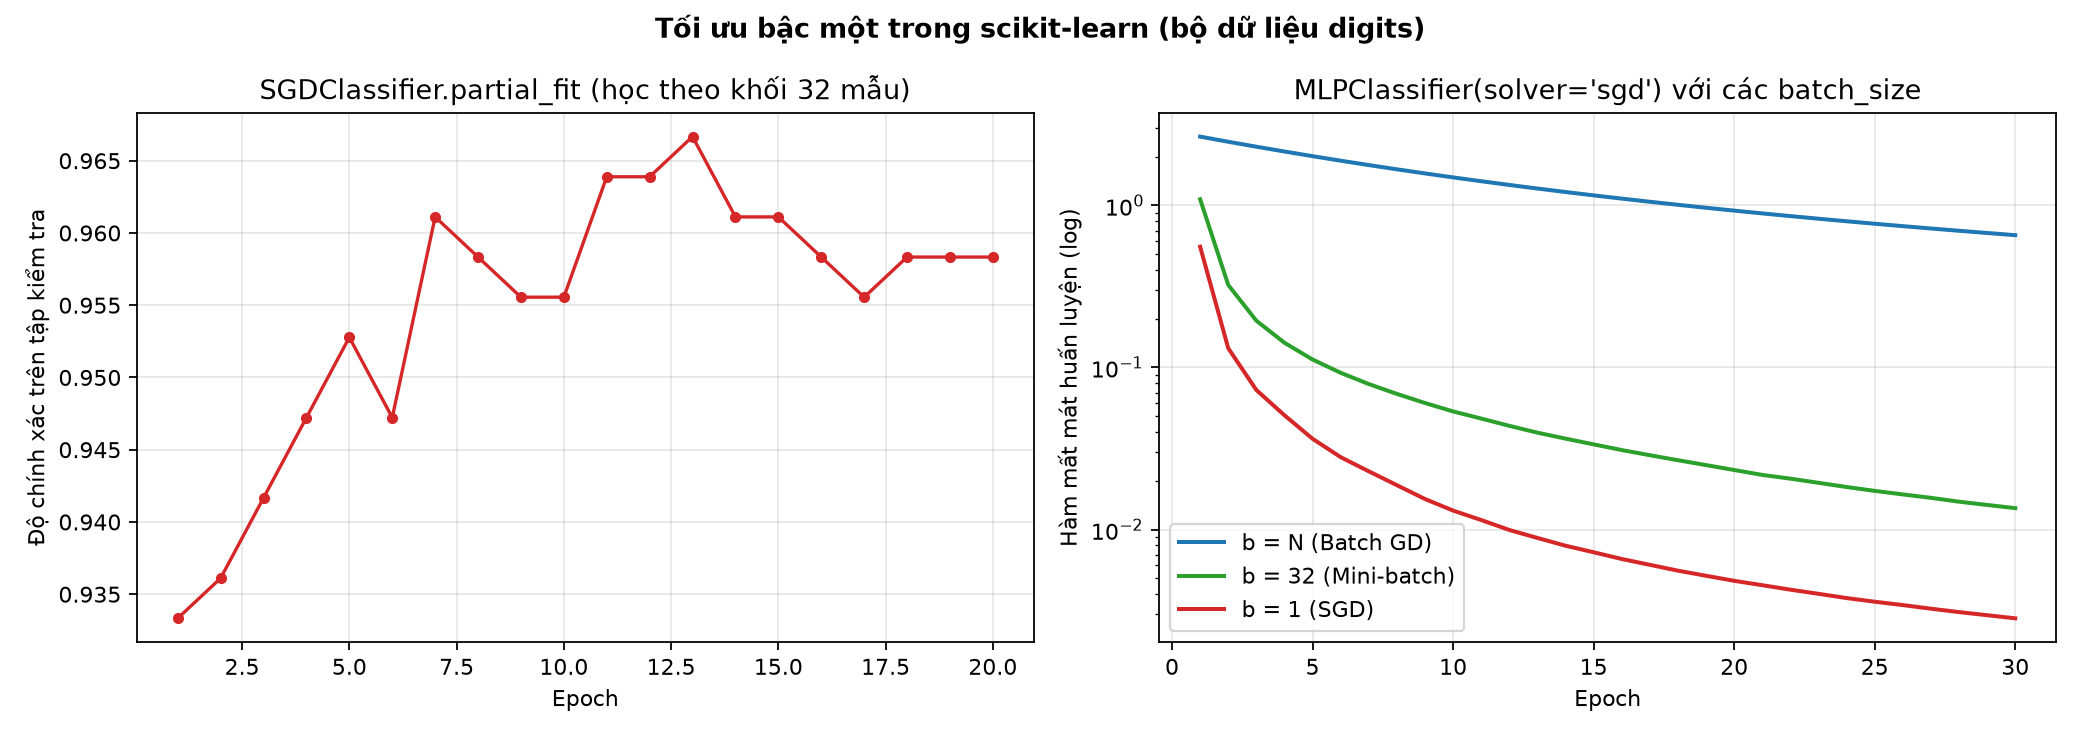 Tối ưu bậc một trong scikit-learn (bộ dữ liệu digits)
SGDClassifier.partial_fit (học theo khối 32 mẫu)
Độ chính xác trên tập kiểm tra
0.965
0.960
0.955
0.950
0.945
0.940
0.935
2.5 5.0 7.5 10.0 12.5 15.0 17.5 20.0
Epoch
MLPClassifier(solver='sgd') với các batch_size
Hàm mất mát huấn luyện (log)
10⁰
10⁻¹
10⁻²
b = N (Batch GD)
b = 32 (Mini-batch)
b = 1 (SGD)
0 5 10 15 20 25 30
Epoch